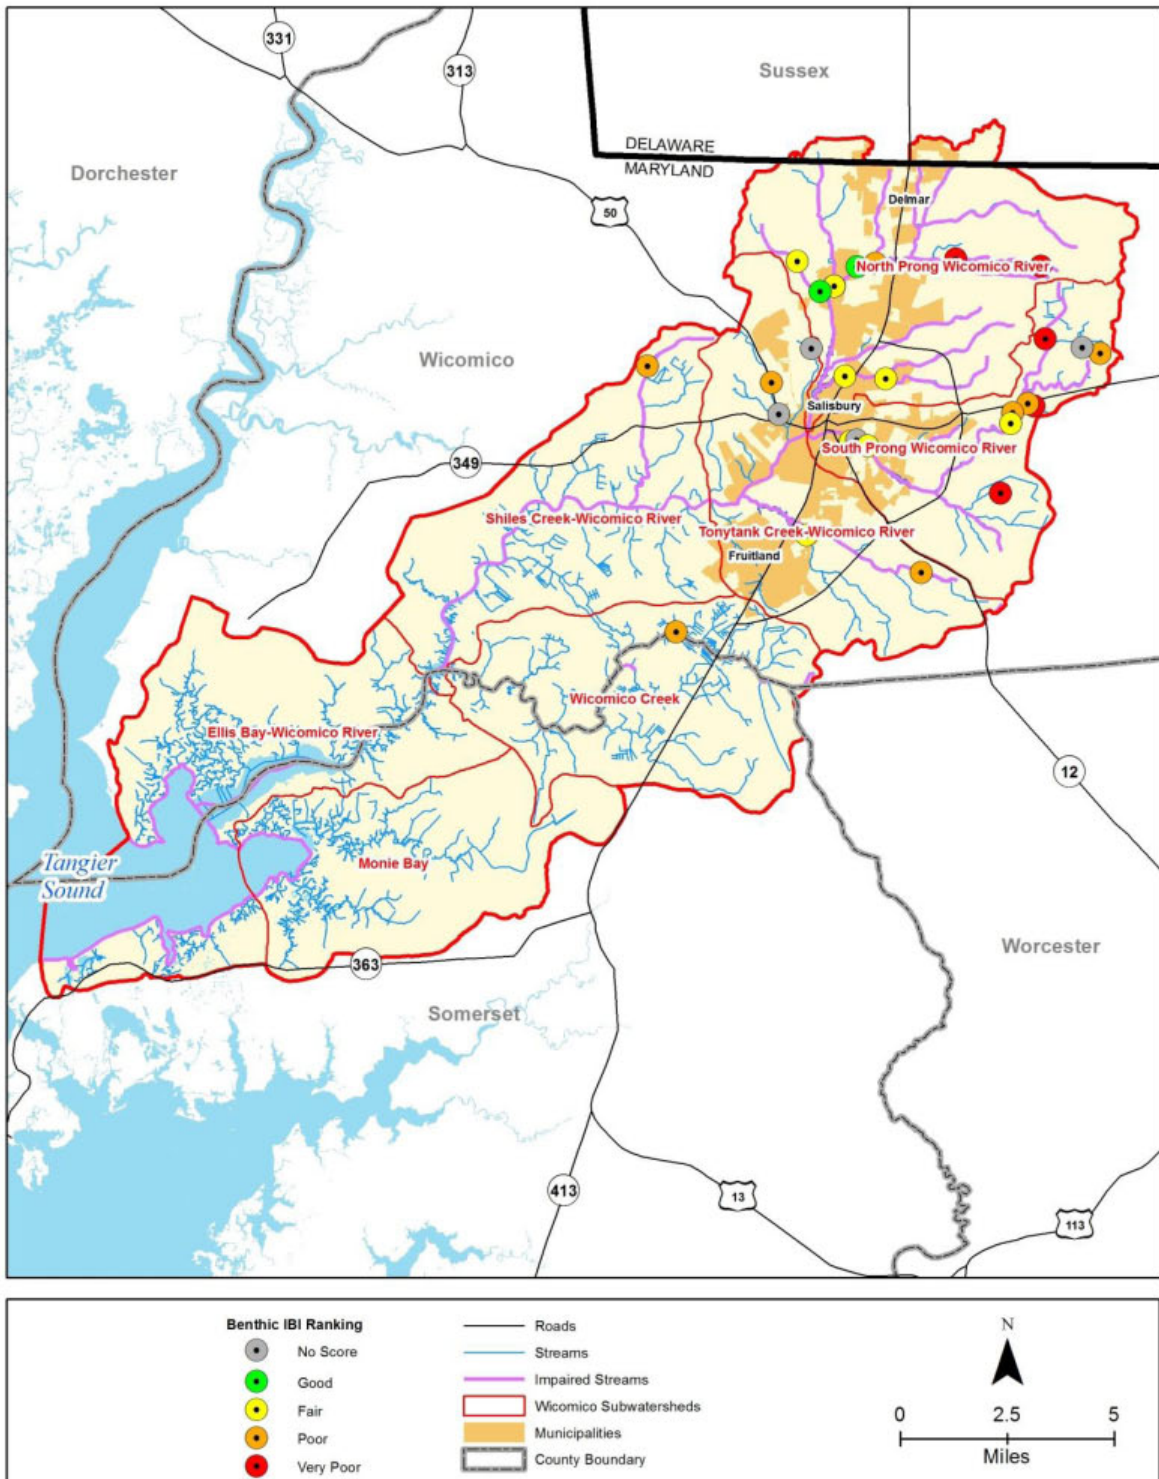 331
313
Sussex
DELAWARE
MARYLAND
Dorchester
50
Delmar
North Prong Wicomico River
Wicomico
Salisbury
South Prong Wicomico River
349
Shiles Creek-Wicomico River
Tonytank Creek-Wicomico River
Fruitland
Wicomico Creek
Ellis Bay-Wicomico River
12
Tangier
Sound
Monie Bay
363
Worcester
Somerset
413
13
113
Benthic IBI Ranking
No Score
Good
Fair
Poor
Very Poor
Roads
Streams
Impaired Streams
Wicomico Subwatersheds
Municipalities
County Boundary
N
0 2.5 5
Miles